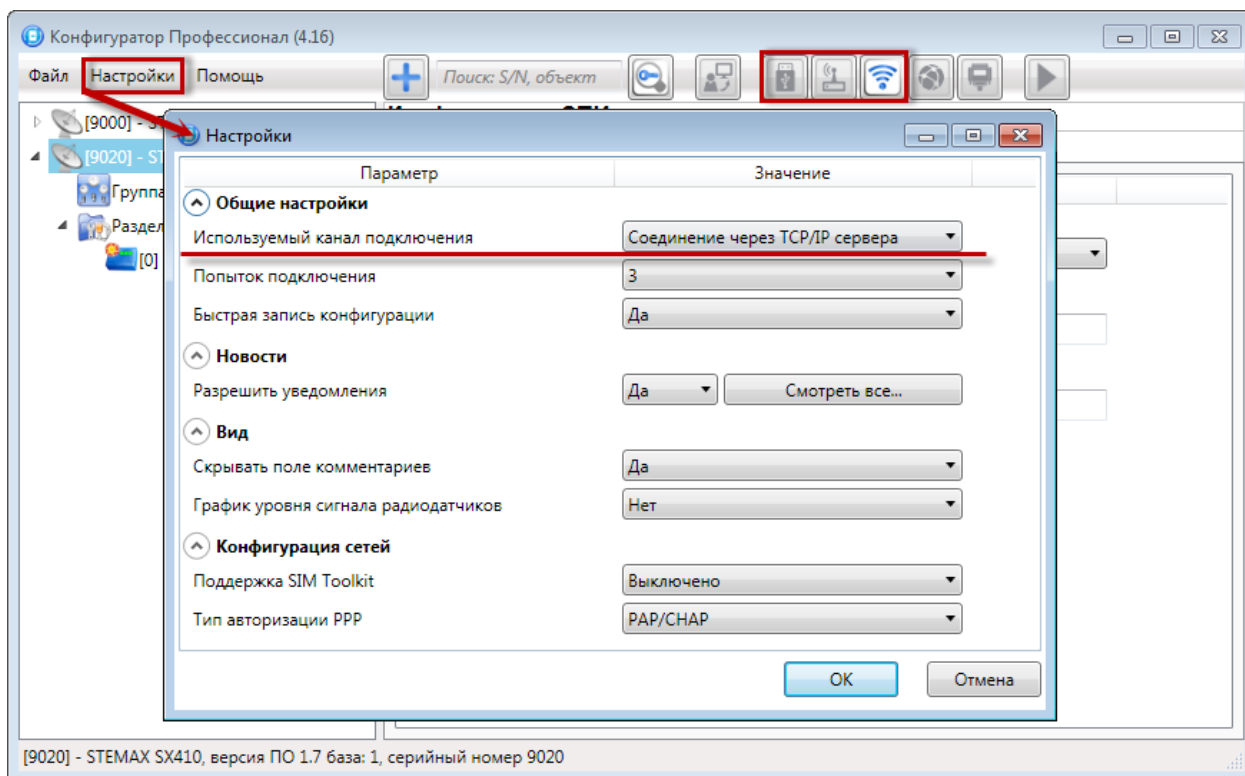 Конфигуратор Профессионал (4.16)
Файл Настройки Помощь Поиск: S/N, объект
[9000] - ST
[9020] - ST
Группа
Раздел
[0]
Настройки
Параметр Значение
Общие настройки
Используемый канал подключения Соединение через TCP/IP сервера
Попыток подключения 3
Быстрая запись конфигурации Да
Новости
Разрешить уведомления Да Смотреть все...
Вид
Скрывать поле комментариев Да
График уровня сигнала радиодатчиков Нет
Конфигурация сетей
Поддержка SIM Toolkit Выключено
Тип авторизации PPP PAP/CHAP
OK Отмена
[9020] - STEMAX SX410, версия ПО 1.7 база: 1, серийный номер 9020